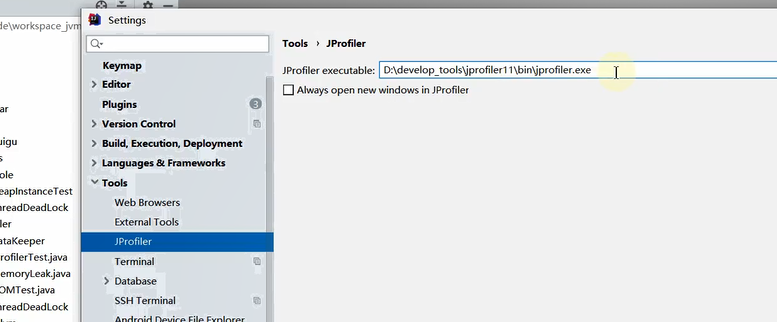 Settings
de\workspace_jvm
Tools › JProfiler
Keymap
JProfiler executable: D:\develop_tools\jprofiler11\bin\jprofiler.exe
Editor
Always open new windows in JProfiler
Plugins 3
Version Control
Build, Execution, Deployment
Languages & Frameworks
Tools
Web Browsers
External Tools
JProfiler
Terminal
Database
SSH Terminal
Android Device File Explorer
ar
uigu
s
ole
eapInstanceTest
nreadDeadLock
ler
ataKeeper
rofilerTest.java
emoryLeak.java
OMTest.java
nreadDeadLock